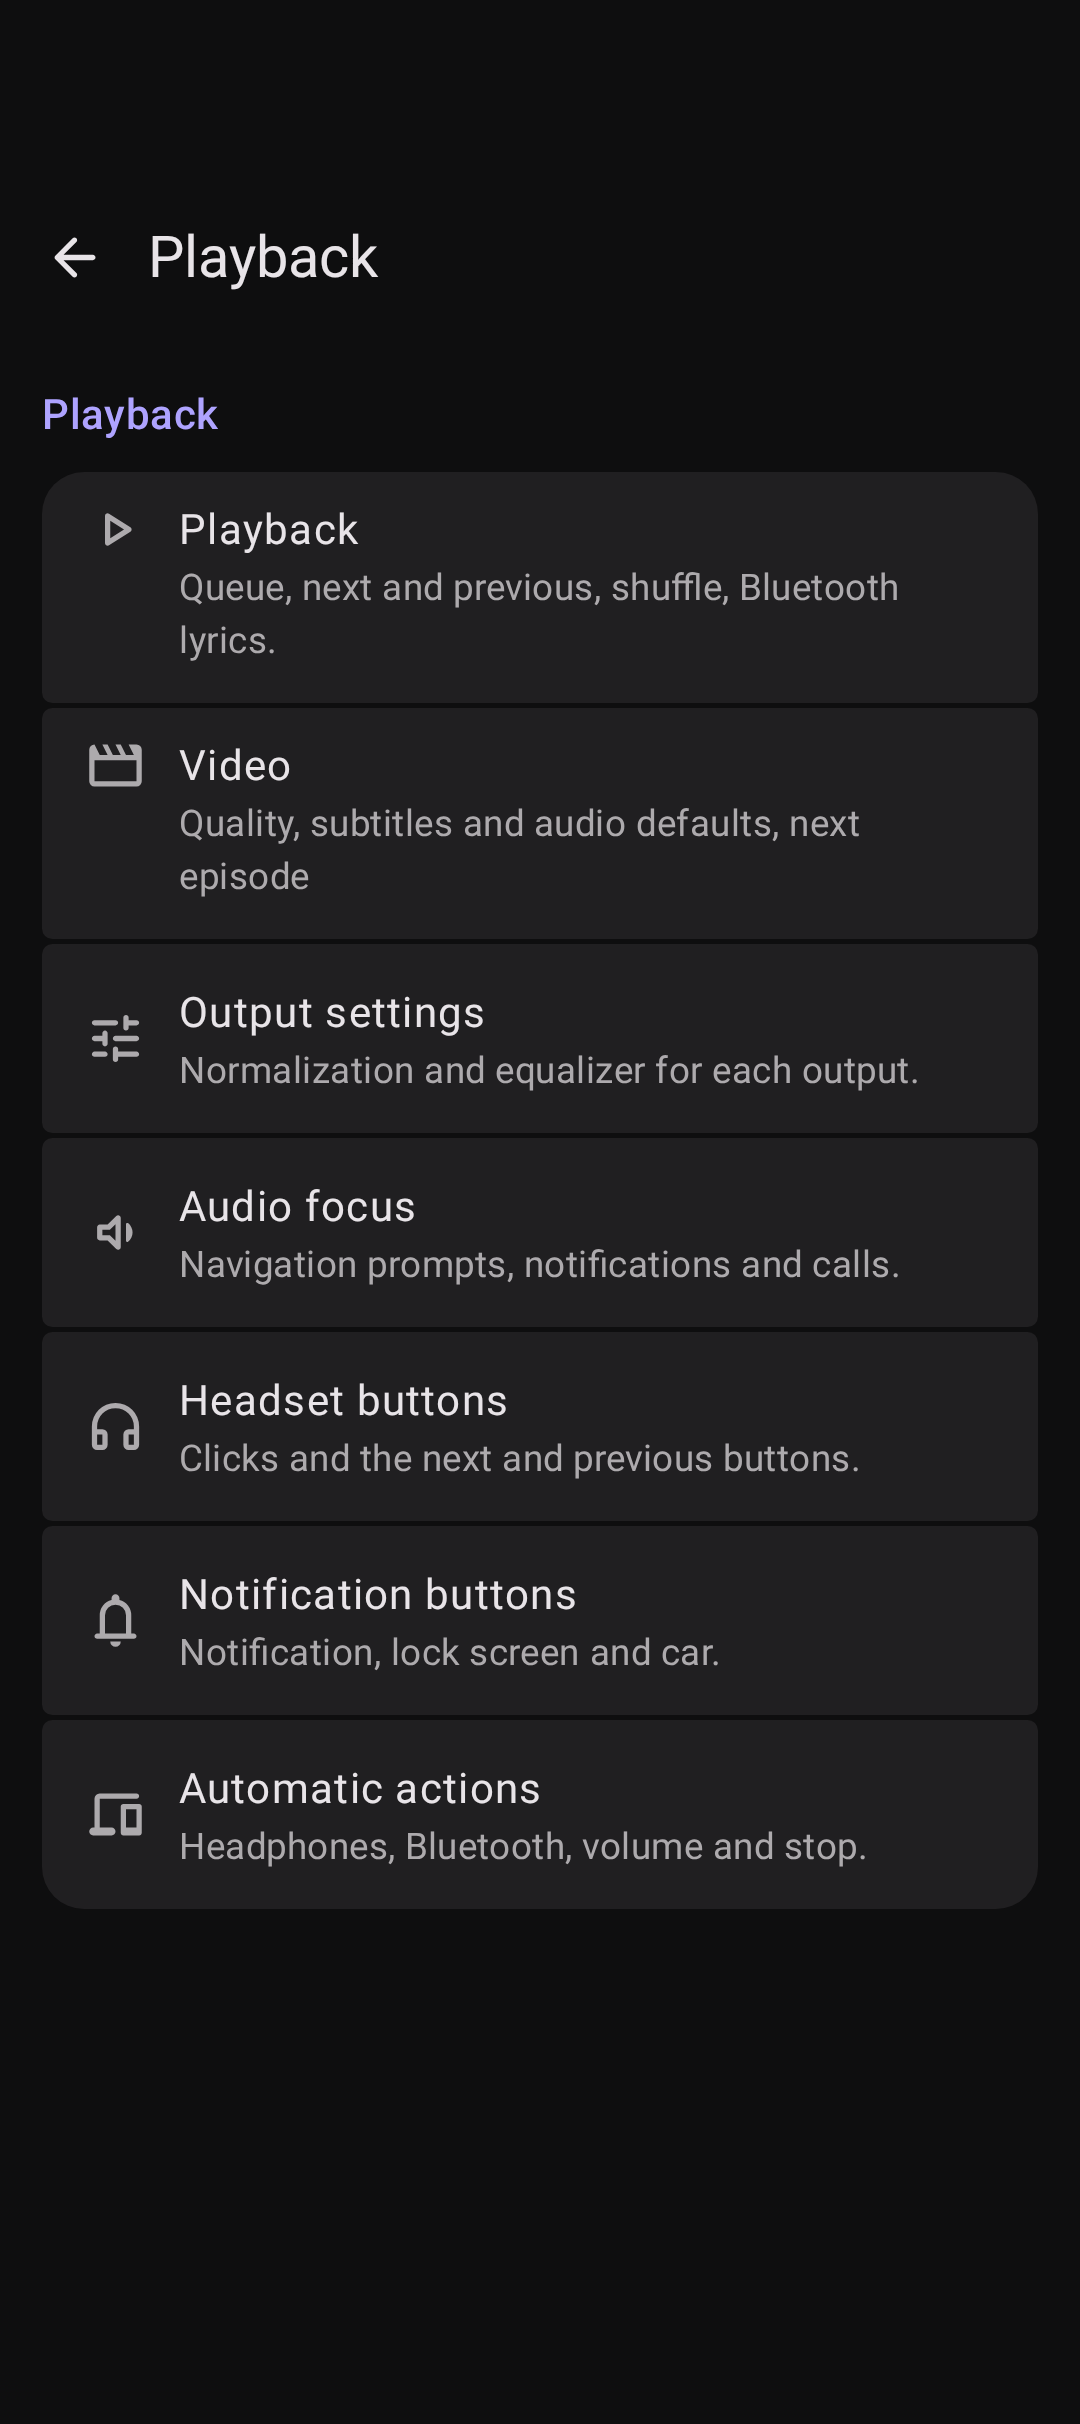 Playback
Playback
Playback
Queue, next and previous, shuffle, Bluetooth
lyrics.
Video
Quality, subtitles and audio defaults, next
episode
Output settings
Normalization and equalizer for each output.
Audio focus
Navigation prompts, notifications and calls.
Headset buttons
Clicks and the next and previous buttons.
Notification buttons
Notification, lock screen and car.
Automatic actions
Headphones, Bluetooth, volume and stop.